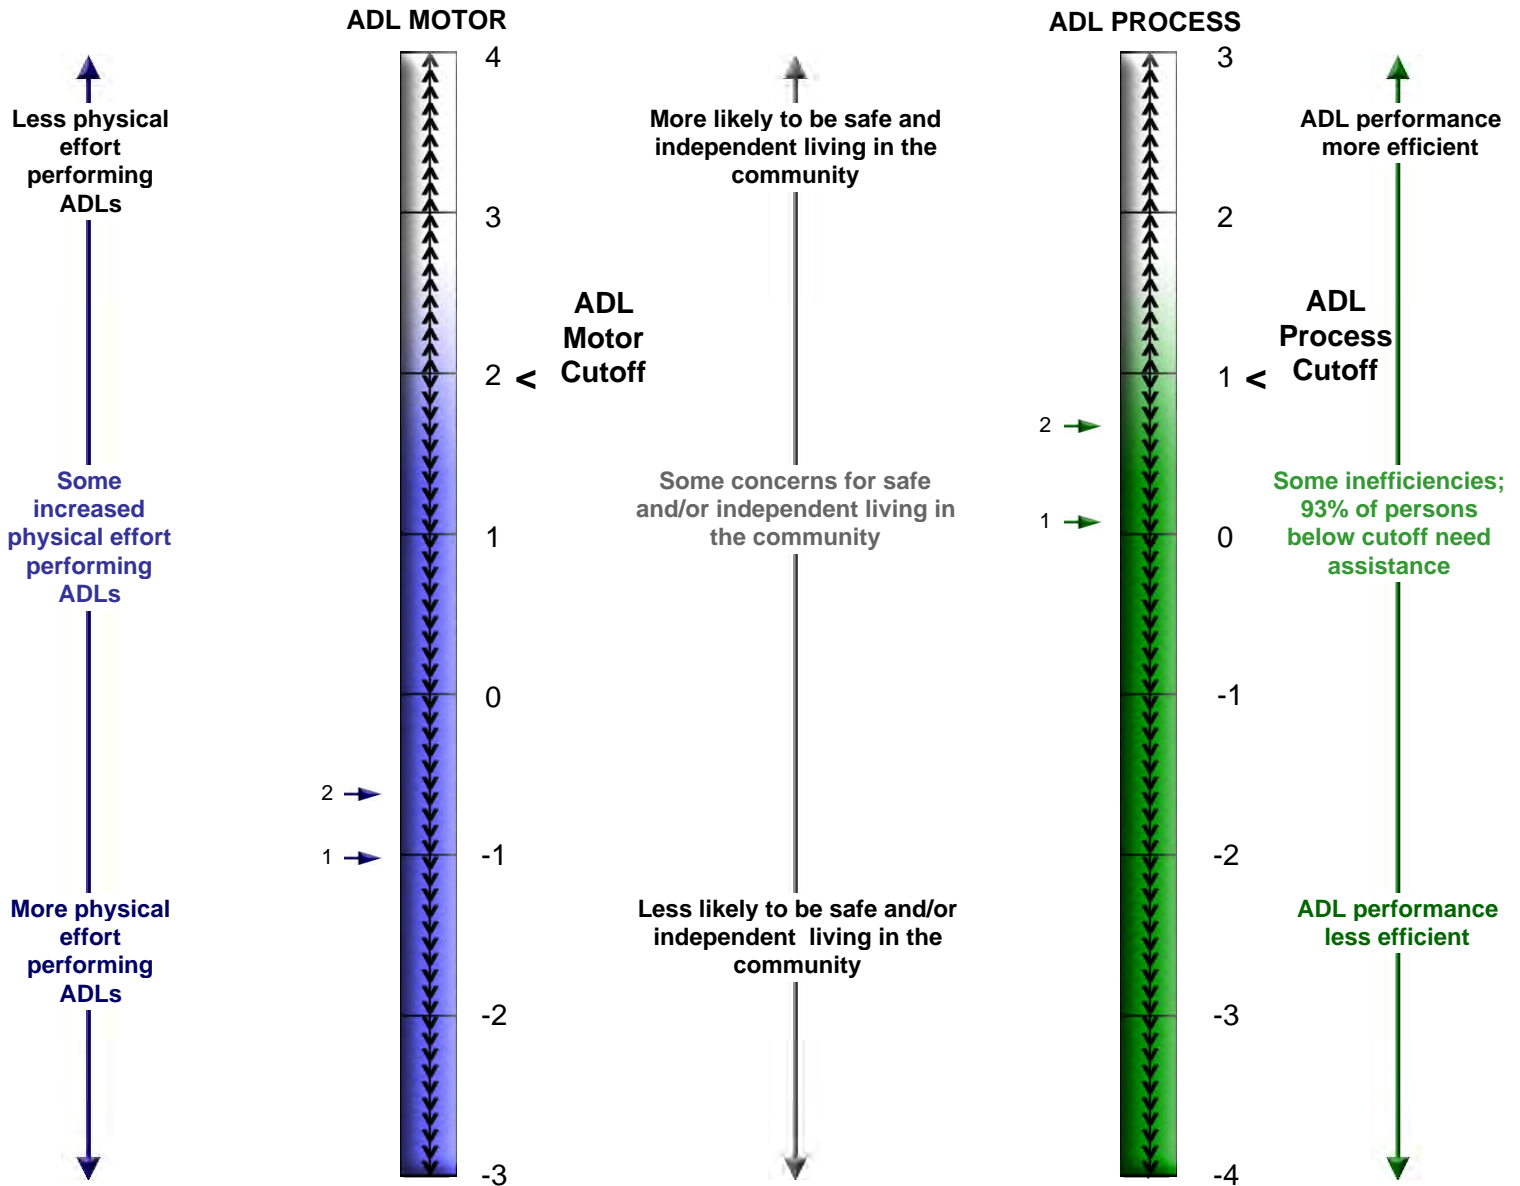 ADL MOTOR
4
3
2
1
0
-1
-2
-3
Less physical
effort
performing
ADLs
Some
increased
physical effort
performing
ADLs
More physical
effort
performing
ADLs
2
1
ADL
Motor
Cutoff
<
More likely to be safe and
independent living in the
community
Some concerns for safe
and/or independent living in
the community
Less likely to be safe and/or
independent  living in the
community
ADL PROCESS
3
2
1
0
-1
-2
-3
-4
2
1
ADL
Process
Cutoff
<
ADL performance
more efficient
Some inefficiencies;
93% of persons
below cutoff need
assistance
ADL performance
less efficient